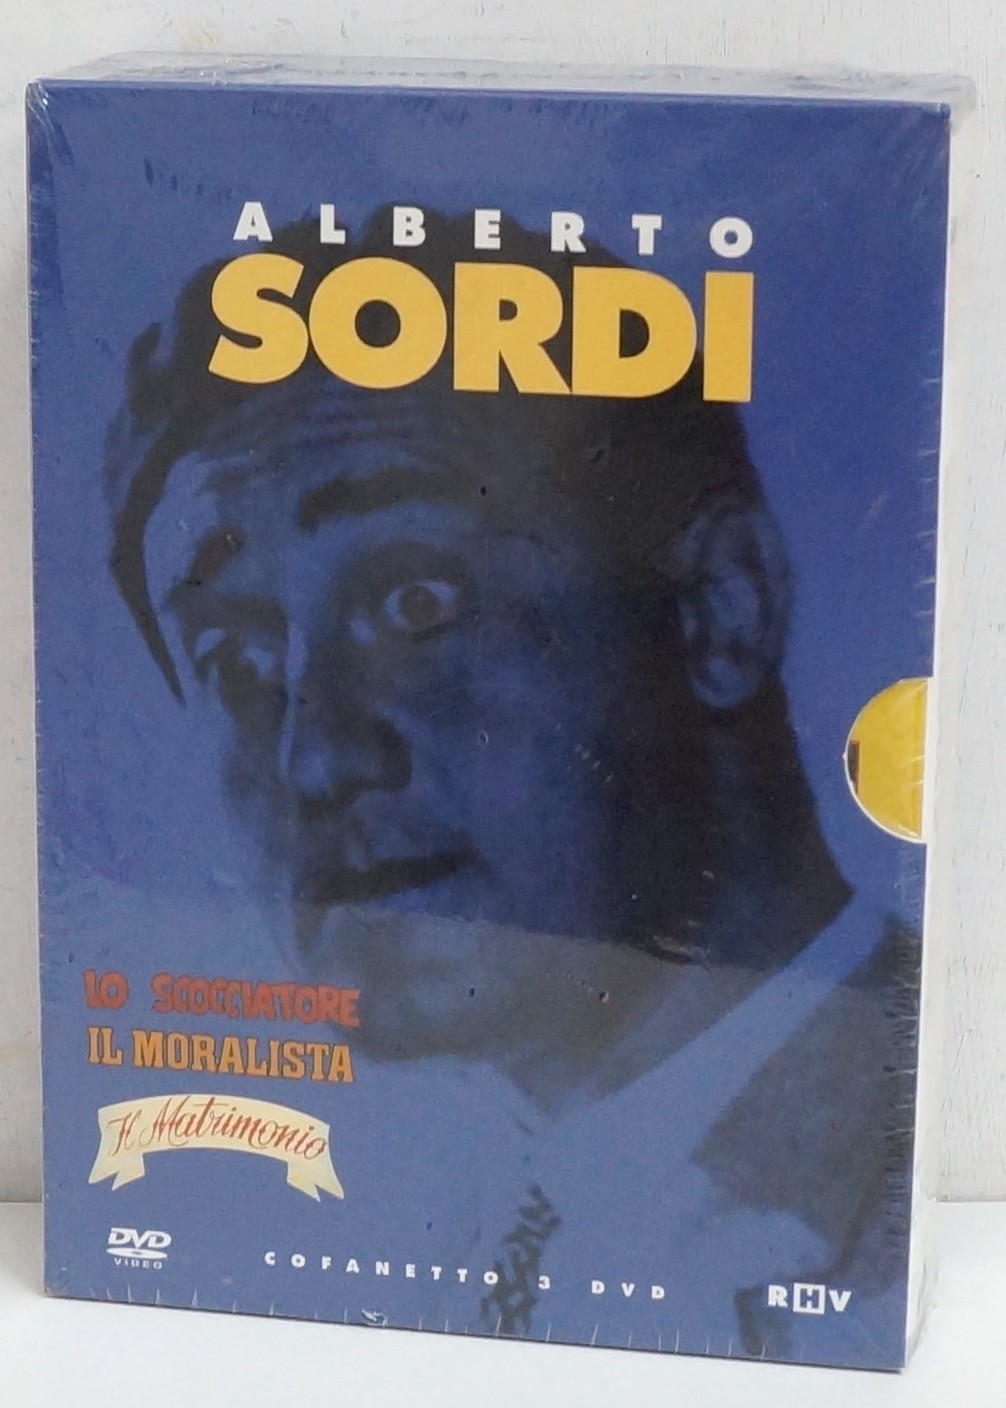 ALBERTO
SORDI
LO SCOCCIATORE
IL MORALISTA
Il Matrimonio
DVD
VIDEO
COFANETTO 3 DVD
RHV